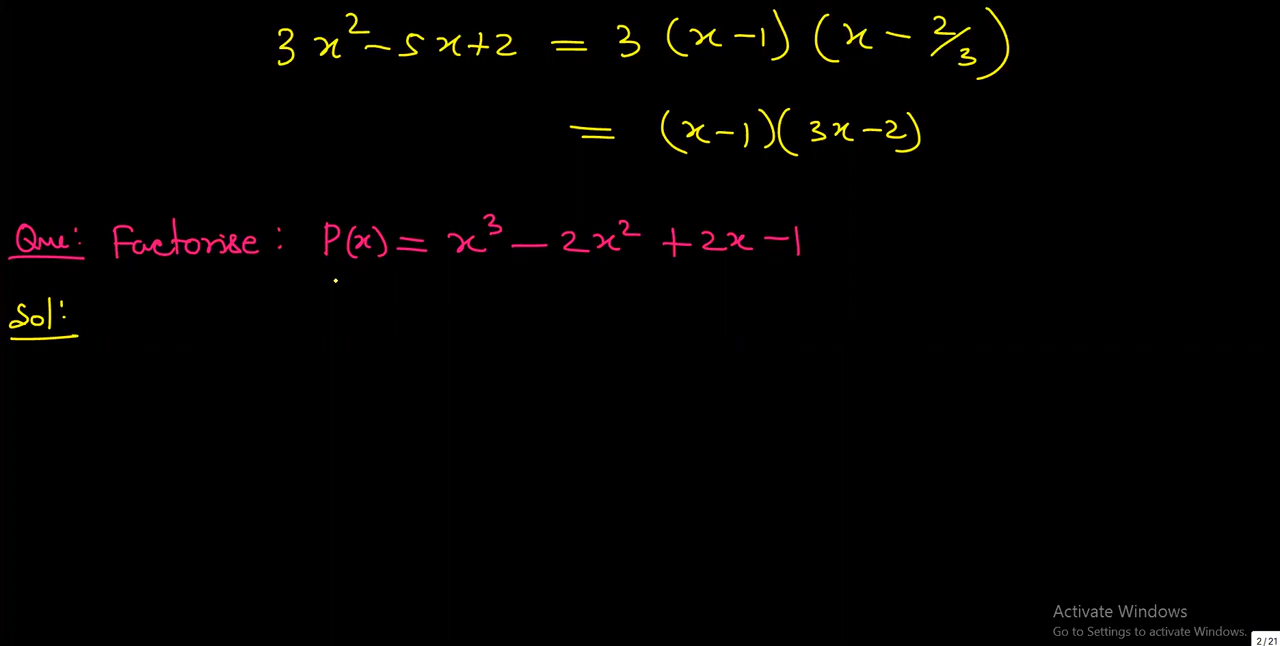 3x²-5x+2 = 3 (x-1) (x - 2/3)
= (x-1)(3x-2)
Que: Factorise: P(x) = x³ - 2x² + 2x - 1
Sol:
Activate Windows
Go to Settings to activate Windows.
2/21